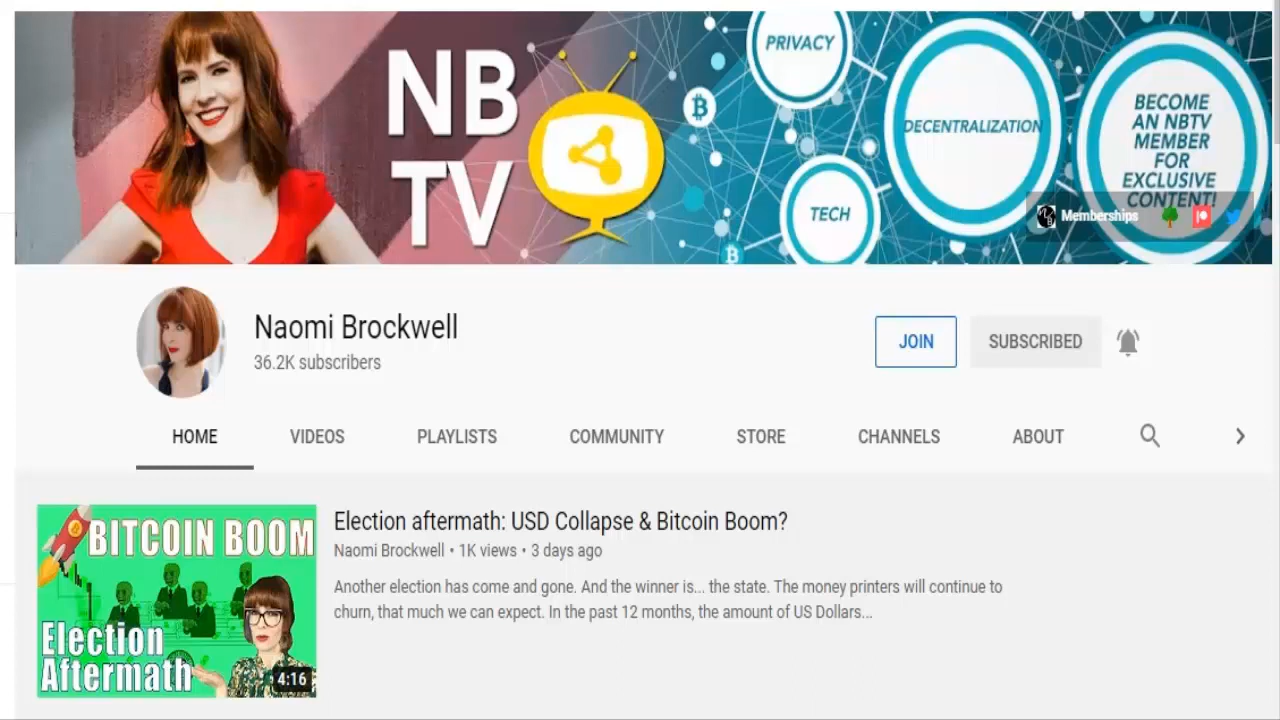 NB
TV
PRIVACY
DECENTRALIZATION
TECH
BECOME
AN NBTV
MEMBER
FOR
EXCLUSIVE
CONTENT!
Memberships
Naomi Brockwell
36.2K subscribers
JOIN
SUBSCRIBED
HOME
VIDEOS
PLAYLISTS
COMMUNITY
STORE
CHANNELS
ABOUT
BITCOIN BOOM
Election
Aftermath
4:16
Election aftermath: USD Collapse & Bitcoin Boom?
Naomi Brockwell • 1K views • 3 days ago
Another election has come and gone. And the winner is... the state. The money printers will continue to
churn, that much we can expect. In the past 12 months, the amount of US Dollars...